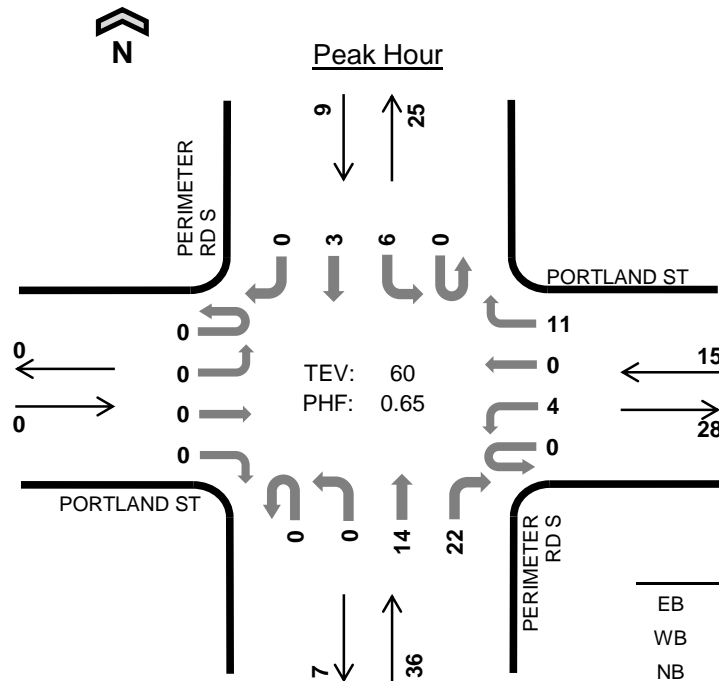 N
Peak Hour
9
25
PERIMETER
RD S
0
3
6
0
PORTLAND ST
0
0
0
0
0
0
TEV: 60
PHF: 0.65
11
0
4
0
15
28
PORTLAND ST
0
0
14
22
PERIMETER
RD S
7
36
EB
WB
NB